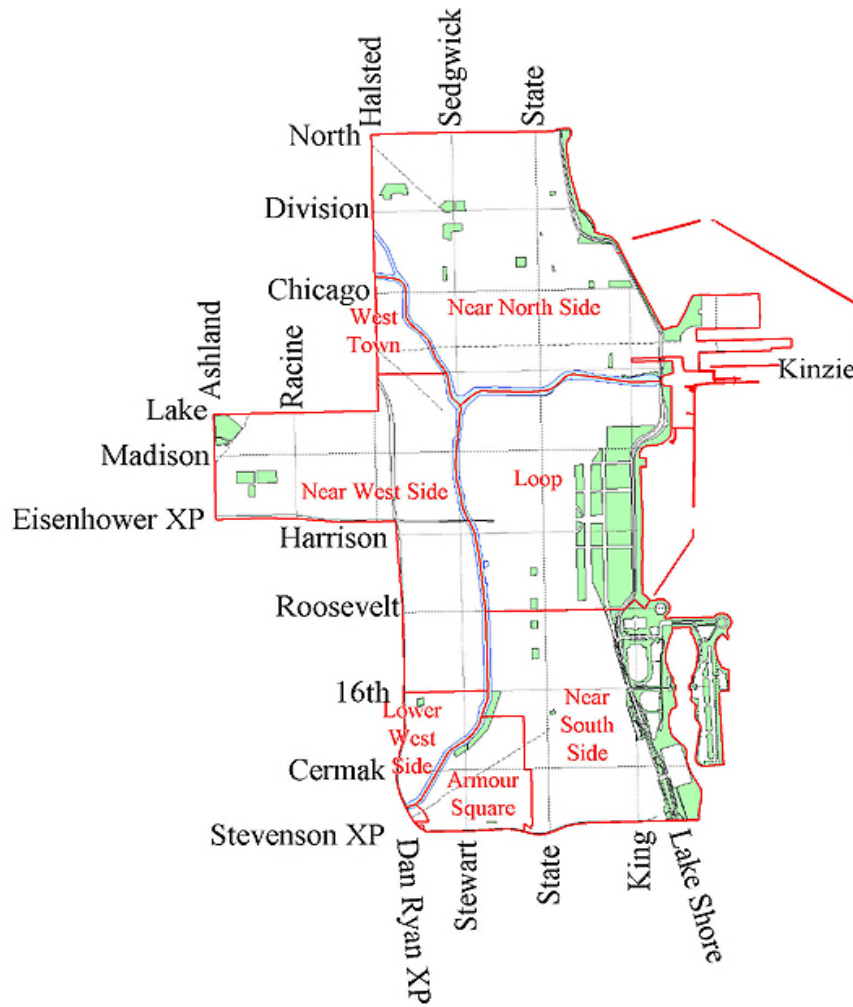 Halsted
Sedgwick
State
North
Division
Chicago
Near North Side
West
Town
Ashland
Racine
Kinzie
Lake
Madison
Near West Side
Loop
Eisenhower XP
Harrison
Roosevelt
16th
Near
South
Side
Lower
West
Side
Cermak
Armour
Square
Stevenson XP
Dan Ryan XP
Stewart
State
King
Lake Shore